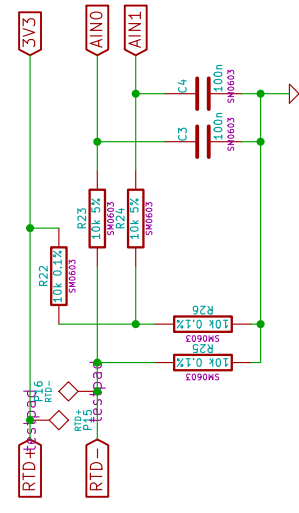 3V3
AIN0
AIN1
C4
100n
SM0603
C3
100n
SM0603
R23
10k 5%
SM0603
R24
10k 5%
SM0603
R22
10k 0.1%
SM0603
R26
10k 0.1%
SM0603
R25
10k 0.1%
SM0603
P16
RTD-
testpad
RTD+
P15
testpad
RTD+
RTD-